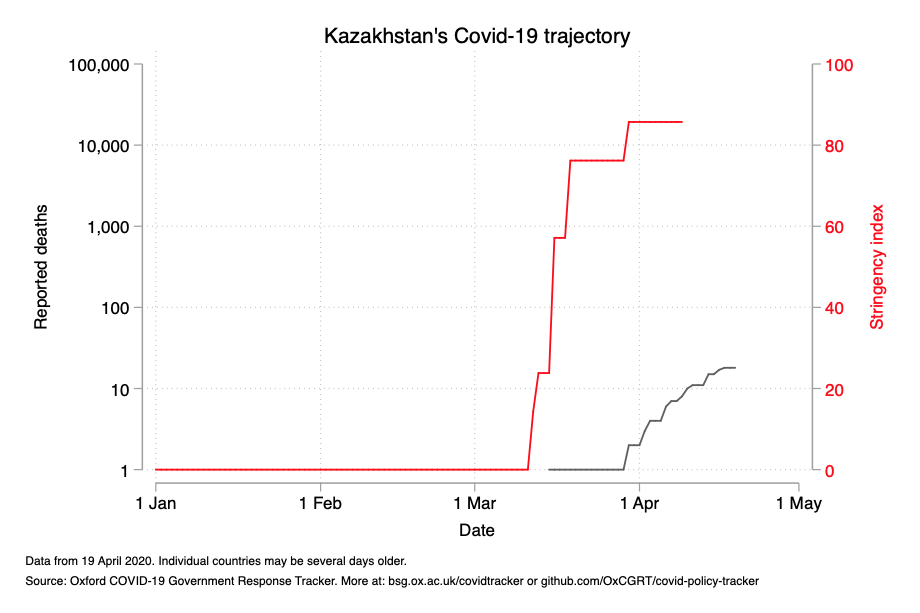 Kazakhstan's Covid-19 trajectory
100,000
10,000
1,000
100
10
1
Reported deaths
100
80
60
40
20
0
Stringency index
1 Jan
1 Feb
1 Mar
1 Apr
1 May
Date
Data from 19 April 2020. Individual countries may be several days older.
Source: Oxford COVID-19 Government Response Tracker. More at: bsg.ox.ac.uk/covidtracker or github.com/OxCGRT/covid-policy-tracker